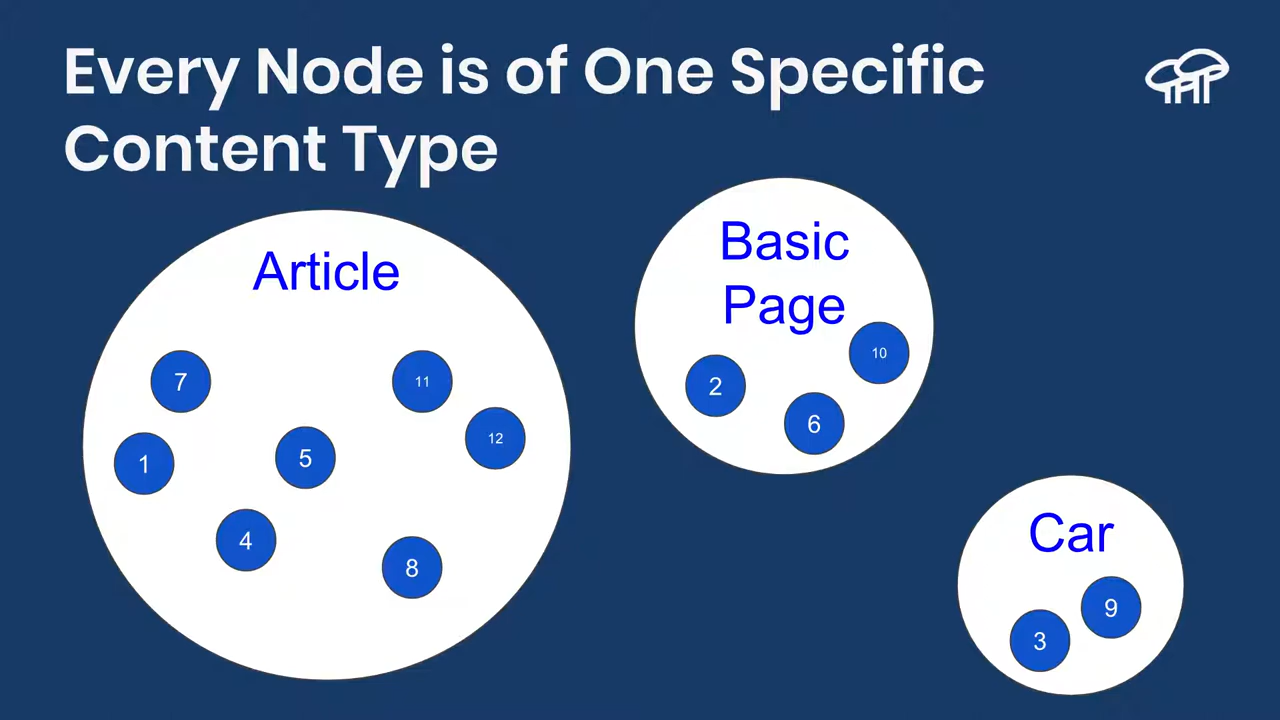 Every Node is of One Specific
Content Type
Article
7
11
12
1
5
4
8
Basic
Page
10
2
6
Car
9
3